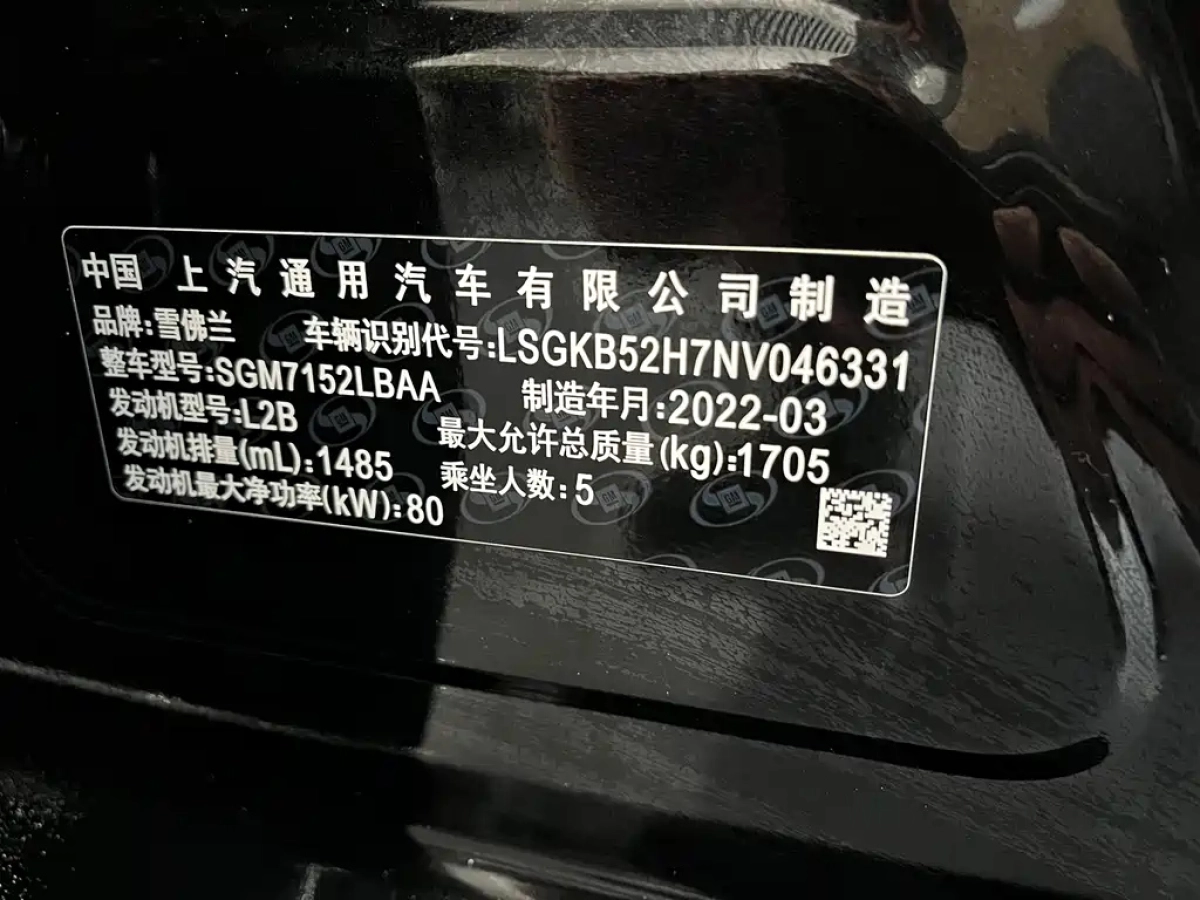 中国 上汽通用汽车有限公司制造
品牌:雪佛兰 车辆识别代号:LSGKB52H7NV046331
整车型号:SGM7152LBAA 制造年月:2022-03
发动机型号:L2B 最大允许总质量(kg):1705
发动机排量(mL):1485 乘坐人数:5
发动机最大净功率(kW):80